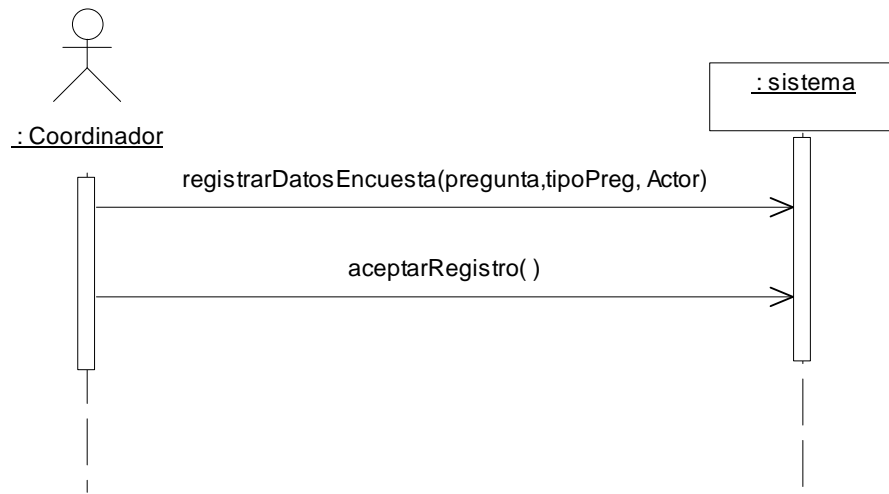 : sistema
: Coordinador
registrarDatosEncuesta(pregunta,tipoPreg, Actor)
aceptarRegistro( )